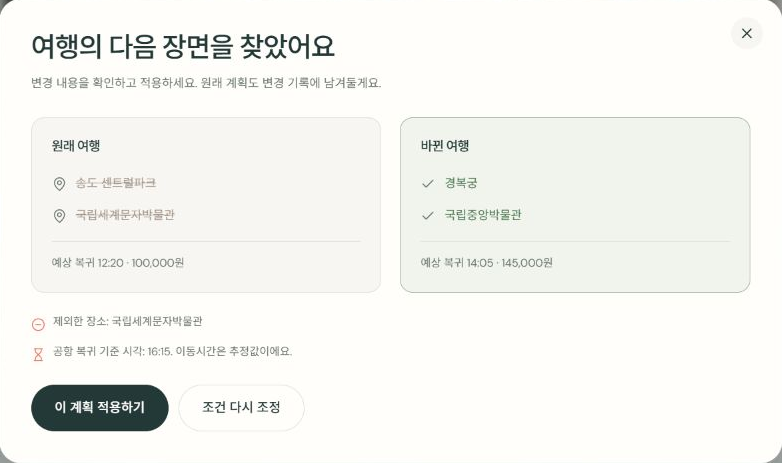 여행의 다음 장면을 찾았어요
변경 내용을 확인하고 적용하세요. 원래 계획도 변경 기록에 남겨둘게요.
원래 여행
송도 센트럴파크
국립세계문자박물관
예상 복귀 12:20 · 100,000원
바뀐 여행
경복궁
국립중앙박물관
예상 복귀 14:05 · 145,000원
제외한 장소: 국립세계문자박물관
공항 복귀 기준 시각: 16:15. 이동시간은 추정값이에요.
이 계획 적용하기
조건 다시 조정